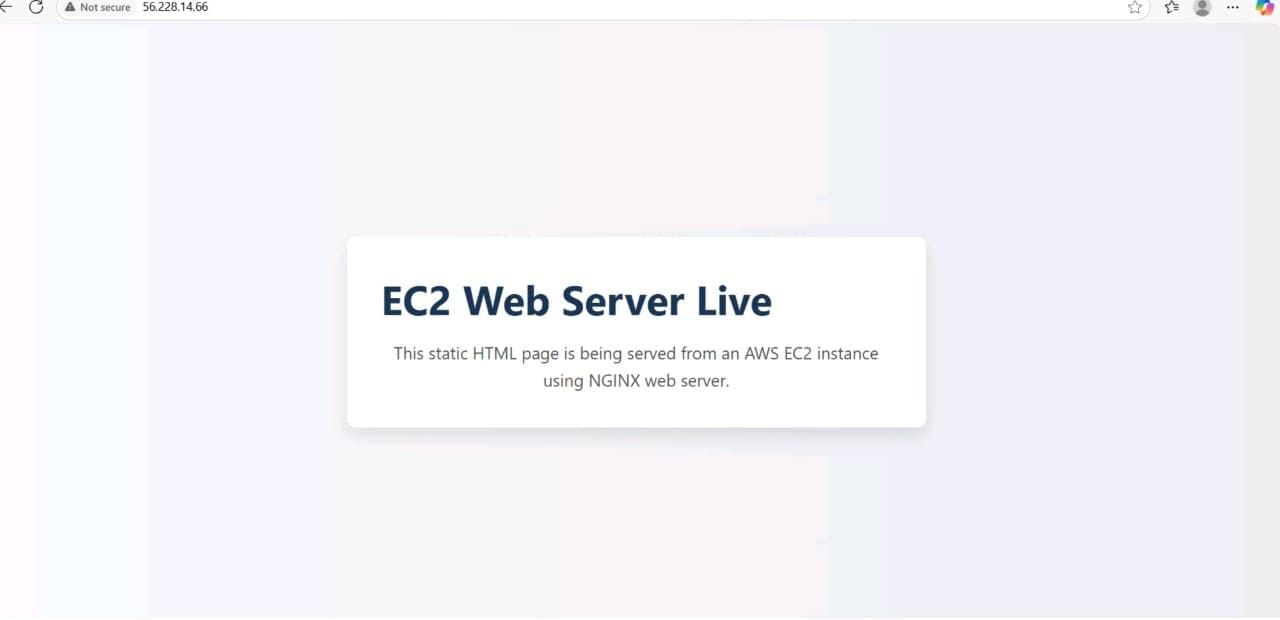 Not secure 56.228.14.66
EC2 Web Server Live
This static HTML page is being served from an AWS EC2 instance
using NGINX web server.